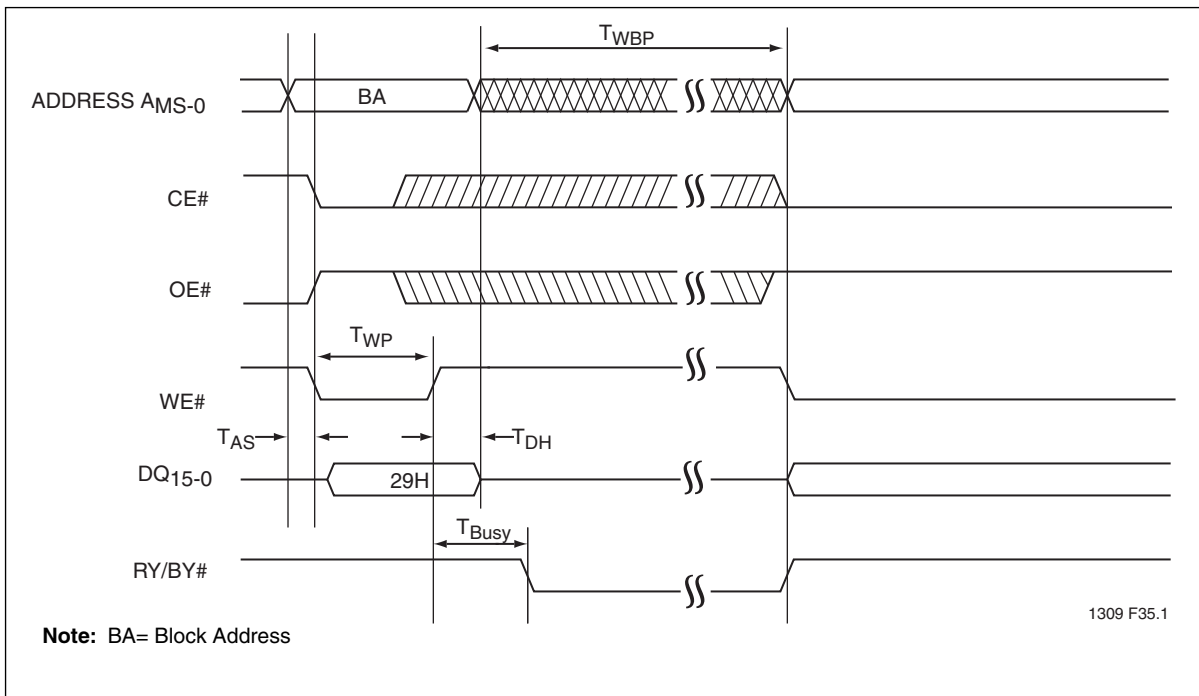 TWBP
ADDRESS AMS-0
BA
CE#
OE#
TWP
WE#
TAS
TDH
DQ15-0
29H
TBusy
RY/BY#
1309 F35.1
Note: BA= Block Address